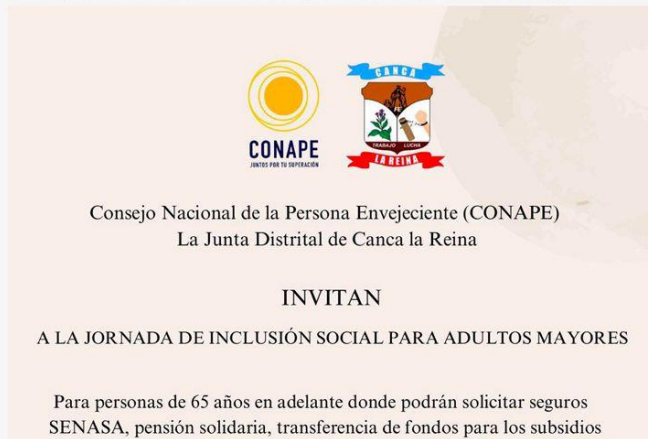 CONAPE
JUNTOS POR TU SUPERACIÓN
CANCA
FE
TRABAJO LUCHA
LA REINA
Consejo Nacional de la Persona Envejeciente (CONAPE)
La Junta Distrital de Canca la Reina
INVITAN
A LA JORNADA DE INCLUSIÓN SOCIAL PARA ADULTOS MAYORES
Para personas de 65 años en adelante donde podrán solicitar seguros
SENASA, pensión solidaria, transferencia de fondos para los subsidios